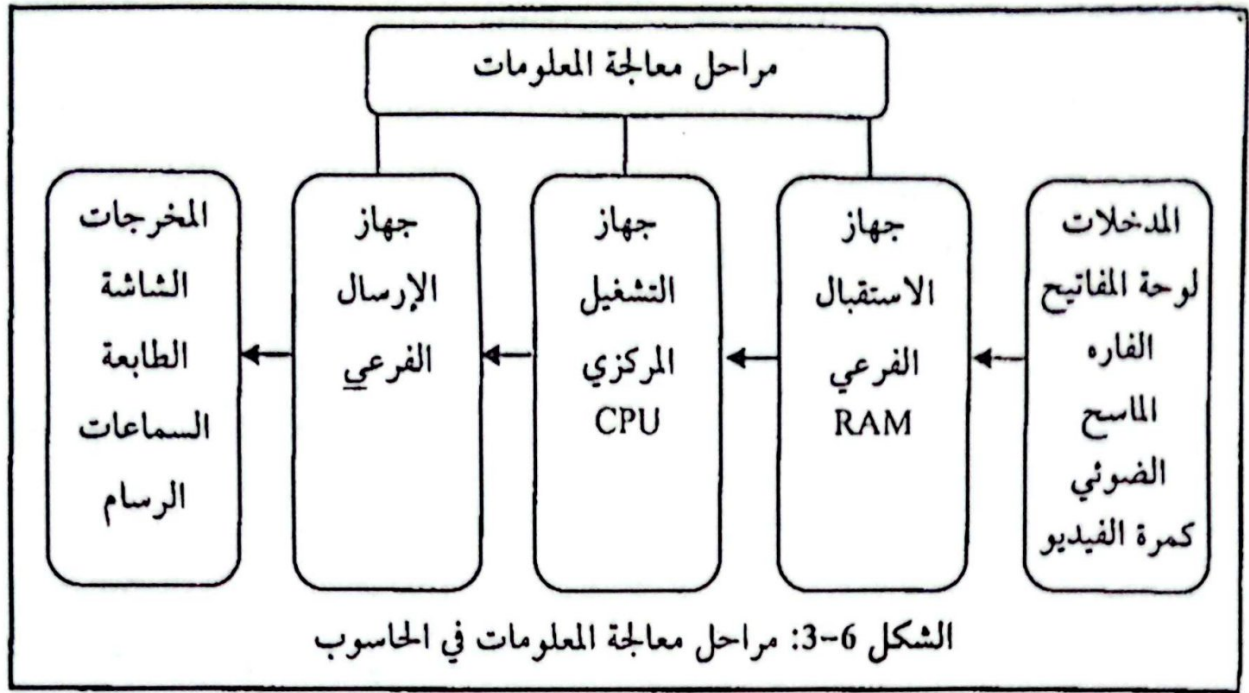 مراحل معالجة المعلومات
المدخلات
لوحة المفاتيح
الفاره
الماسح
الضوئي
كمرة الفيديو
جهاز
الاستقبال
الفرعي
RAM
جهاز
التشغيل
المركزي
CPU
جهاز
الإرسال
الفرعي
المخرجات
الشاشة
الطابعة
السماعات
الرسام
الشكل 6-3: مراحل معالجة المعلومات في الحاسوب